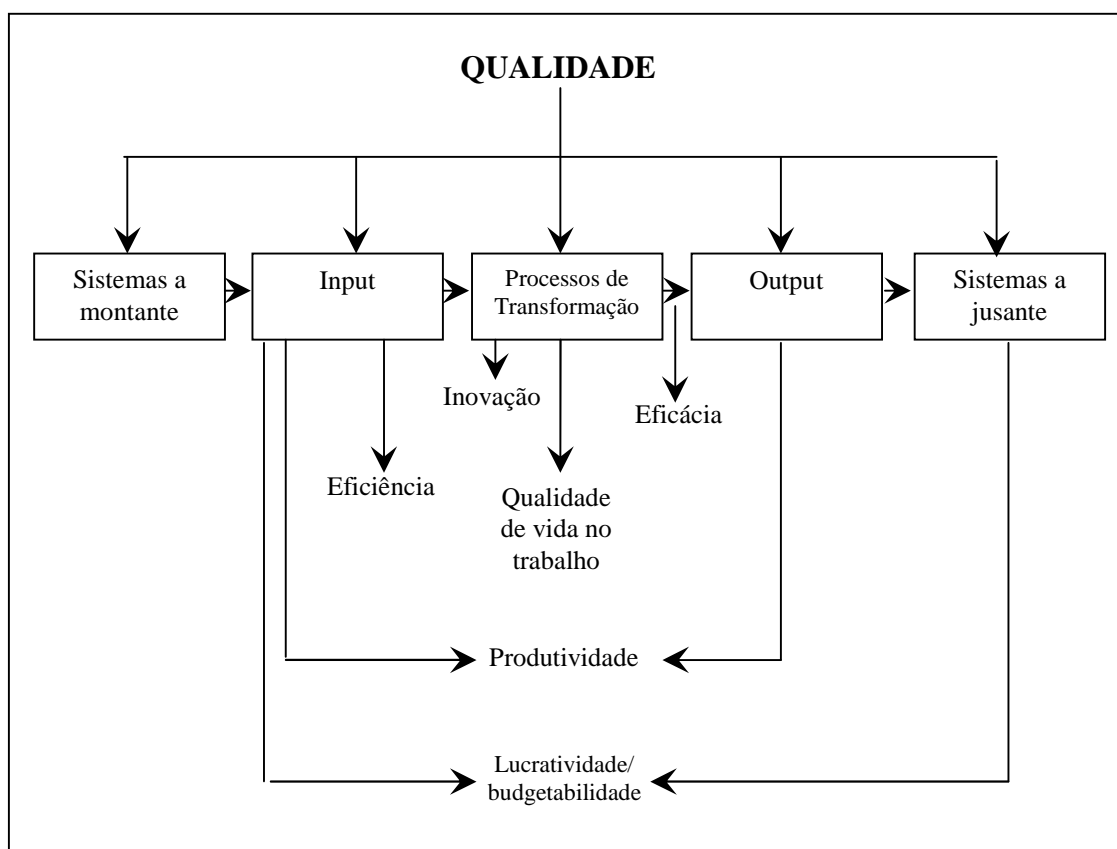 QUALIDADE
Sistemas a
montante
Input
Processos de
Transformação
Output
Sistemas a
jusante
Inovação
Eficácia
Eficiência
Qualidade
de vida no
trabalho
Produtividade
Lucratividade/
budgetabilidade